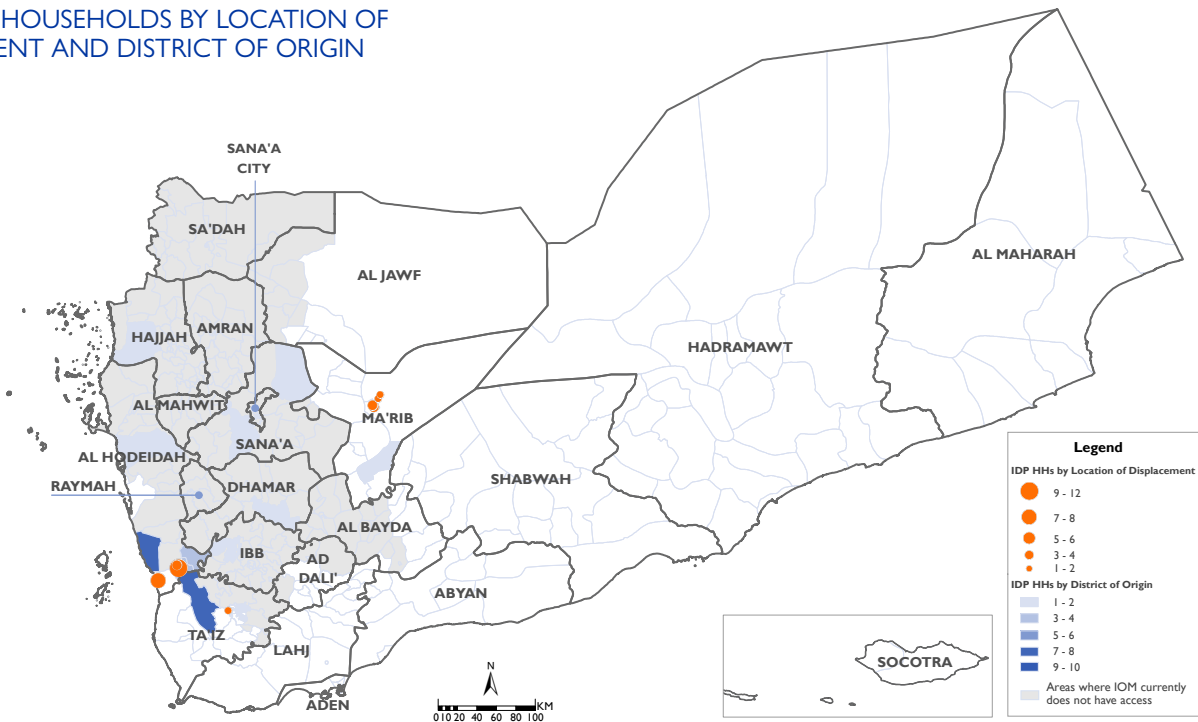 HOUSEHOLDS BY LOCATION OF
ENT AND DISTRICT OF ORIGIN
SANA'A
CITY
SA'DAH
AL JAWF
AL MAHARAH
HAJJAH
AMRAN
HADRAMAWT
AL MAHWIT
MA'RIB
SANA'A
AL HODEIDAH
SHABWAH
RAYMAH
DHAMAR
AL BAYDA
IBB
AD
DALI'
ABYAN
TA'IZ
LAHJ
ADEN
SOCOTRA
N
0 10 20 40 60 80 100
KM
Legend
IDP HHs by Location of Displacement
9 - 12
7 - 8
5 - 6
3 - 4
1 - 2
IDP HHs by District of Origin
1 - 2
3 - 4
5 - 6
7 - 8
9 - 10
Areas where IOM currently
does not have access